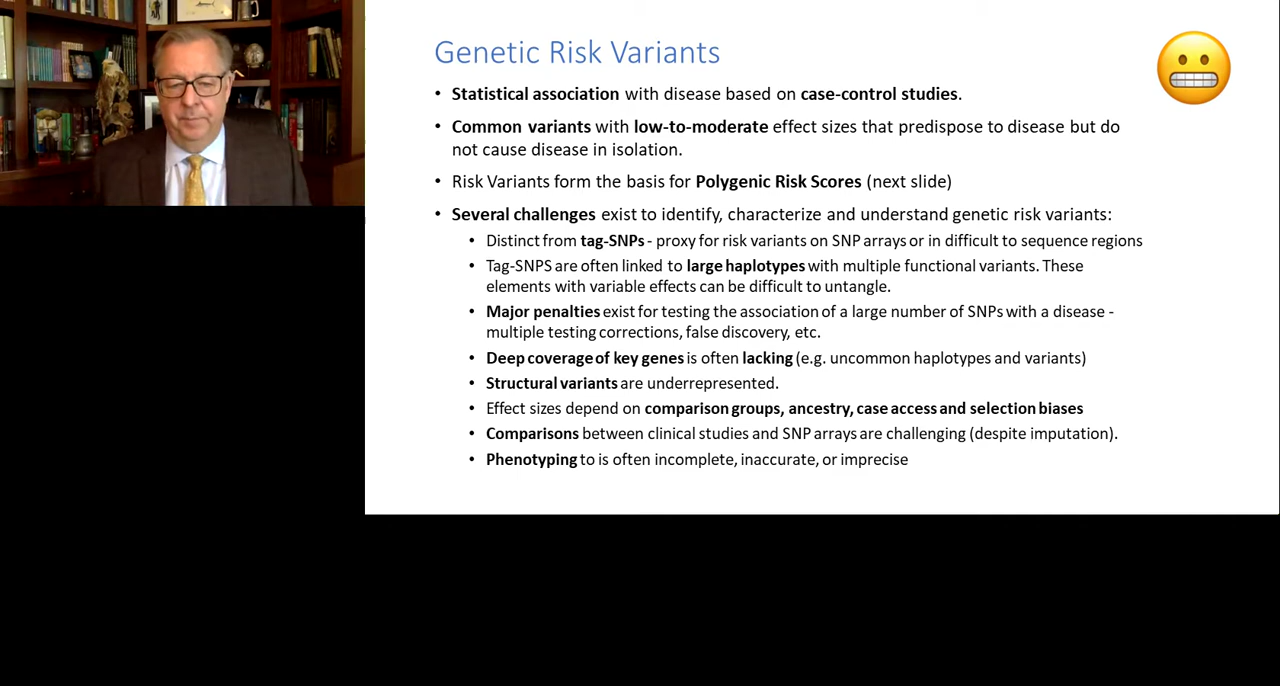 Genetic Risk Variants
• Statistical association with disease based on case-control studies.
• Common variants with low-to-moderate effect sizes that predispose to disease but do
not cause disease in isolation.
• Risk Variants form the basis for Polygenic Risk Scores (next slide)
• Several challenges exist to identify, characterize and understand genetic risk variants:
• Distinct from tag-SNPs - proxy for risk variants on SNP arrays or in difficult to sequence regions
• Tag-SNPS are often linked to large haplotypes with multiple functional variants. These
elements with variable effects can be difficult to untangle.
• Major penalties exist for testing the association of a large number of SNPs with a disease -
multiple testing corrections, false discovery, etc.
• Deep coverage of key genes is often lacking (e.g. uncommon haplotypes and variants)
• Structural variants are underrepresented.
• Effect sizes depend on comparison groups, ancestry, case access and selection biases
• Comparisons between clinical studies and SNP arrays are challenging (despite imputation).
• Phenotyping to is often incomplete, inaccurate, or imprecise